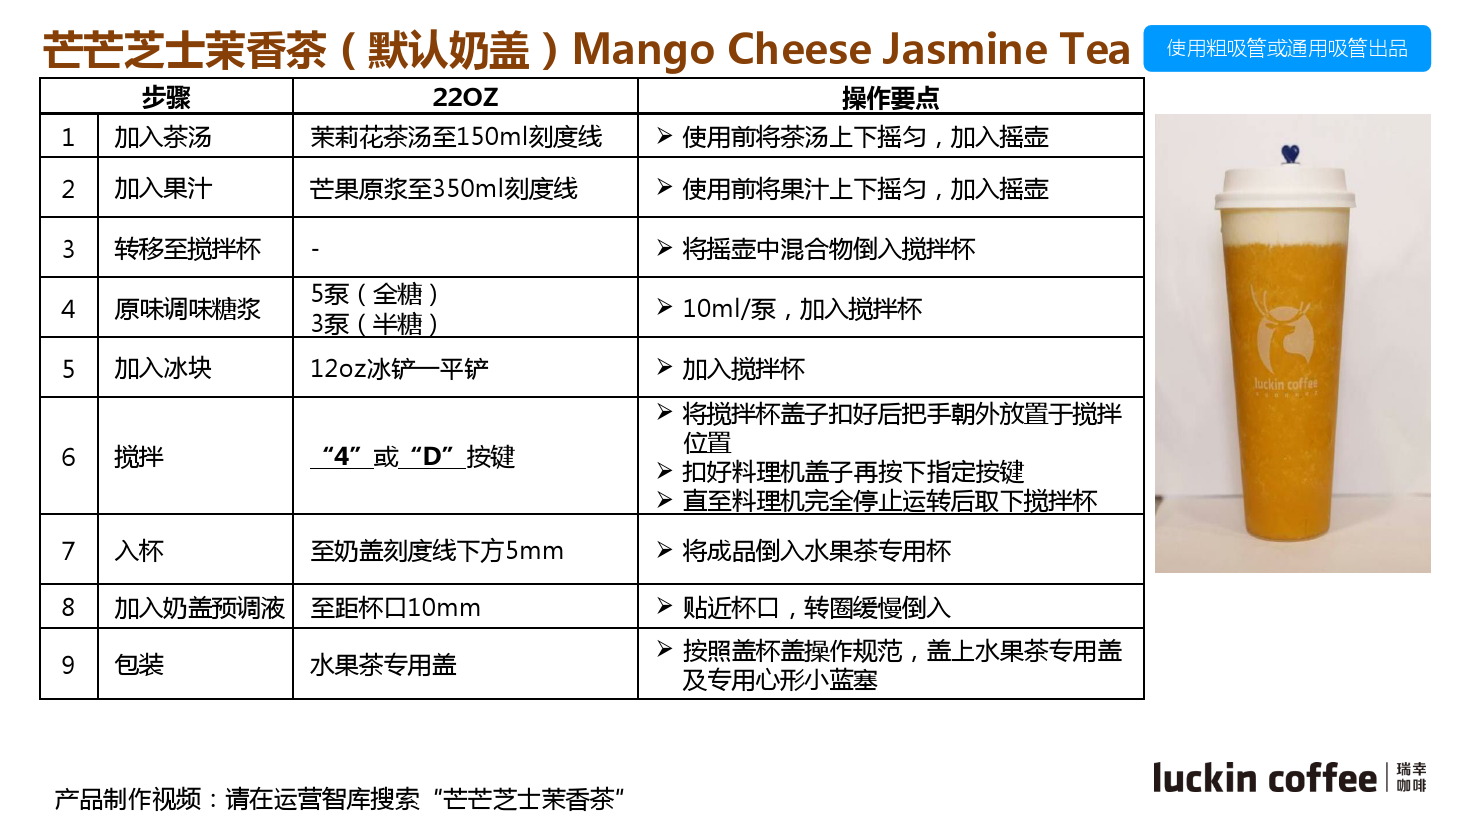 芒芒芝士茉香茶（默认奶盖）Mango Cheese Jasmine Tea
使用粗吸管或通用吸管出品
步骤 22OZ 操作要点
1 加入茶汤 茉莉花茶汤至150ml刻度线 ➢ 使用前将茶汤上下摇匀，加入摇壶
2 加入果汁 芒果原浆至350ml刻度线 ➢ 使用前将果汁上下摇匀，加入摇壶
3 转移至搅拌杯 - ➢ 将摇壶中混合物倒入搅拌杯
4 原味调味糖浆 5泵（全糖） ➢ 10ml/泵，加入搅拌杯
3泵（半糖）
5 加入冰块 12oz冰铲一平铲 ➢ 加入搅拌杯
6 搅拌 “4”或“D”按键 ➢ 将搅拌杯盖子扣好后把手朝外放置于搅拌
位置
➢ 扣好料理机盖子再按下指定按键
➢ 直至料理机完全停止运转后取下搅拌杯
7 入杯 至奶盖刻度线下方5mm ➢ 将成品倒入水果茶专用杯
8 加入奶盖预调液 至距杯口10mm ➢ 贴近杯口，转圈缓慢倒入
9 包装 水果茶专用盖 ➢ 按照盖杯盖操作规范，盖上水果茶专用盖
及专用心形小蓝塞
luckin coffee
产品制作视频：请在运营智库搜索“芒芒芝士茉香茶”
luckin coffee 瑞幸
咖啡